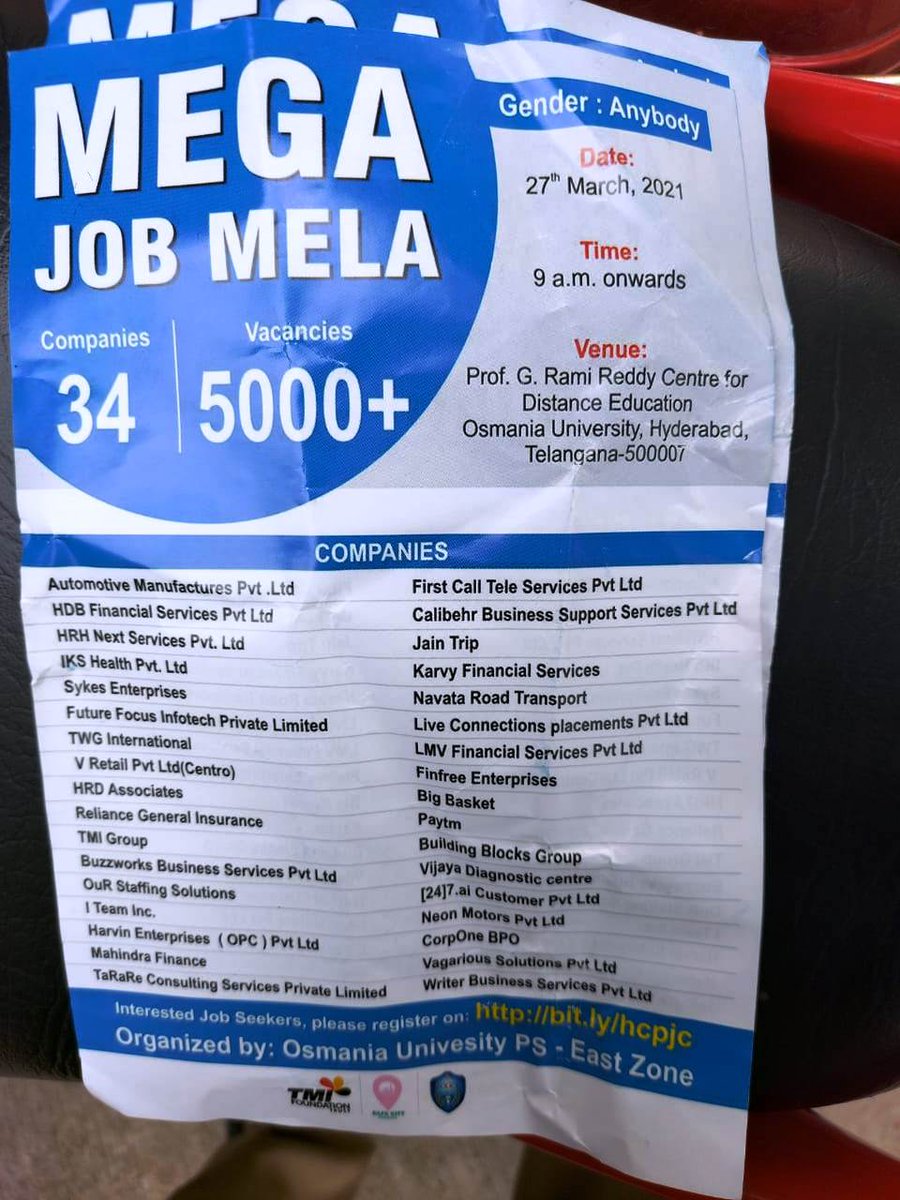 MEGA
JOB MELA
Companies
34
Vacancies
5000+
Gender : Anybody
Date:
27th March, 2021
Time:
9 a.m. onwards
Venue:
Prof. G. Rami Reddy Centre for
Distance Education
Osmania University, Hyderabad,
Telangana-500007
COMPANIES
Automotive Manufactures Pvt .Ltd
HDB Financial Services Pvt Ltd
HRH Next Services Pvt. Ltd
IKS Health Pvt. Ltd
Sykes Enterprises
Future Focus Infotech Private Limited
TWG International
V Retail Pvt Ltd(Centro)
HRD Associates
Reliance General Insurance
TMI Group
Buzzworks Business Services Pvt Ltd
OuR Staffing Solutions
I Team Inc.
Harvin Enterprises ( OPC ) Pvt Ltd
Mahindra Finance
TaRaRe Consulting Services Private Limited
First Call Tele Services Pvt Ltd
Calibehr Business Support Services Pvt Ltd
Jain Trip
Karvy Financial Services
Navata Road Transport
Live Connections placements Pvt Ltd
LMV Financial Services Pvt Ltd
Finfree Enterprises
Big Basket
Paytm
Building Blocks Group
Vijaya Diagnostic centre
[24]7.ai Customer Pvt Ltd
Neon Motors Pvt Ltd
CorpOne BPO
Vagarious Solutions Pvt Ltd
Writer Business Services Pvt Ltd
Interested Job Seekers, please register on: http://bit.ly/hcpjc
Organized by: Osmania Univesity PS - East Zone
TMI
FOUNDATION